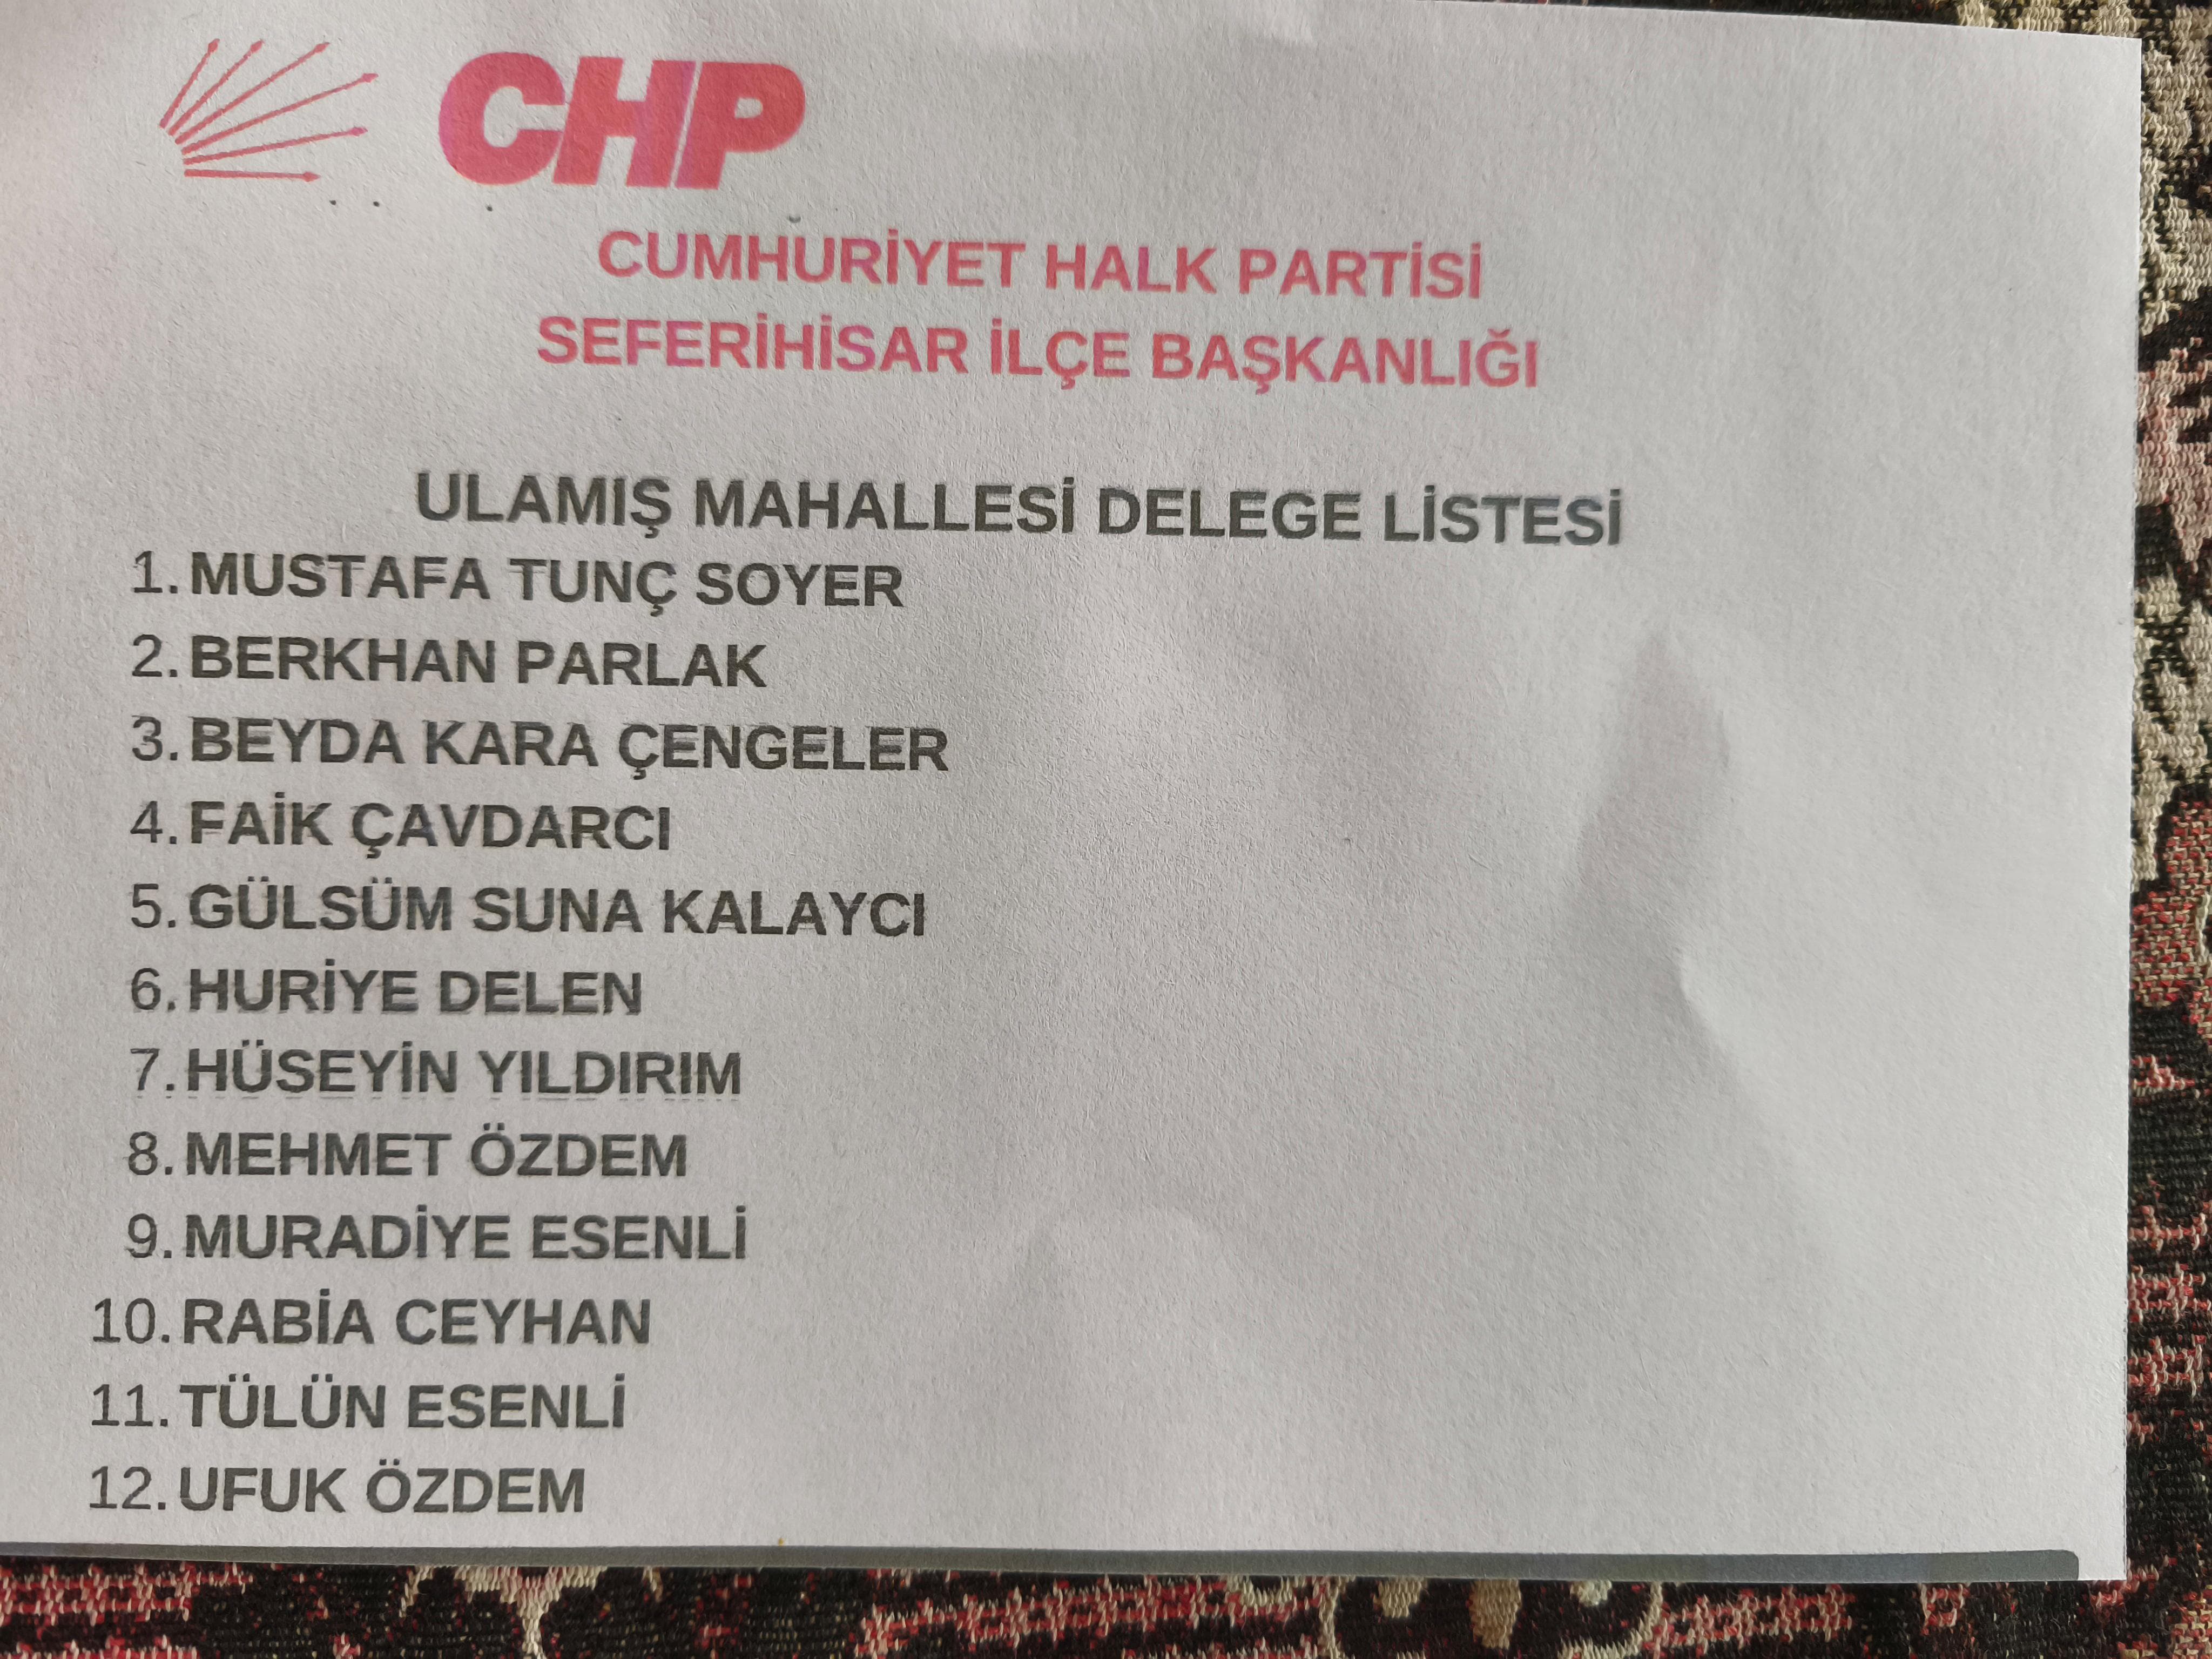 CHP
CUMHURİYET HALK PARTİSİ
SEFERİHİSAR İLÇE BAŞKANLIĞI
ULAMIŞ MAHALLESİ DELEGE LİSTESİ
1. MUSTAFA TUNÇ SOYER
2. BERKHAN PARLAK
3. BEYDA KARA ÇENGELER
4. FAİK ÇAVDARCI
5. GÜLSÜM SUNA KALAYCI
6. HURİYE DELEN
7. HÜSEYİN YILDIRIM
8. MEHMET ÖZDEM
9. MURADİYE ESENLİ
10. RABİA CEYHAN
11. TÜLÜN ESENLİ
12. UFUK ÖZDEM